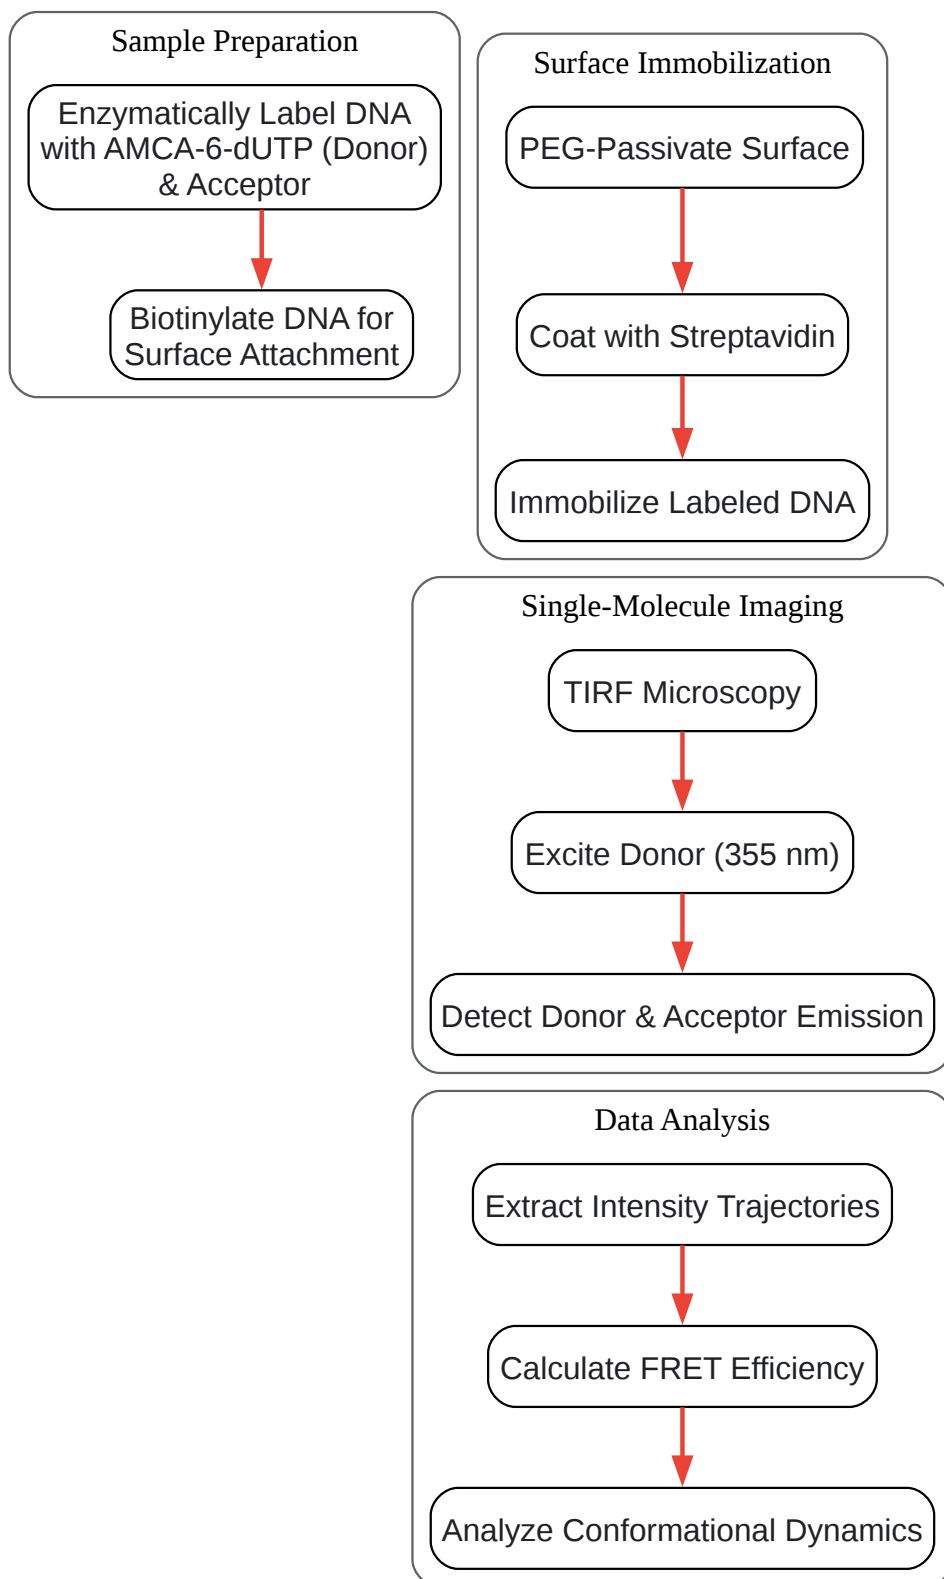 Sample Preparation
Enzymatically Label DNA
with AMCA-6-dUTP (Donor)
& Acceptor
Biotinylate DNA for
Surface Attachment
Surface Immobilization
PEG-Passivate Surface
Coat with Streptavidin
Immobilize Labeled DNA
Single-Molecule Imaging
TIRF Microscopy
Excite Donor (355 nm)
Detect Donor & Acceptor Emission
Data Analysis
Extract Intensity Trajectories
Calculate FRET Efficiency
Analyze Conformational Dynamics